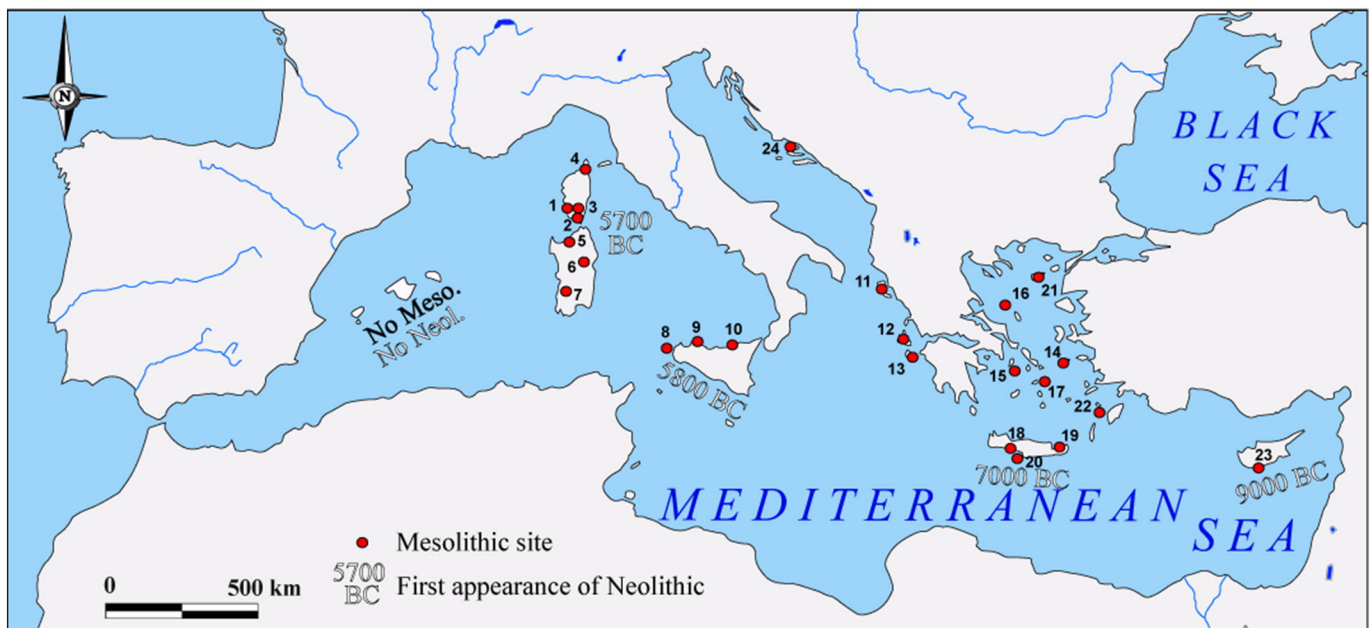 N
BLACK
SEA
24
4
1
3
2
5700
BC
5
6
7
11
16
21
No Meso.
No Neol.
8
9
10
12
13
14
15
17
22
5800 BC
18
19
20
23
7000 BC
9000 BC
MEDITERRANEAN
SEA
Mesolithic site
5700
BC
First appearance of Neolithic
0
500 km